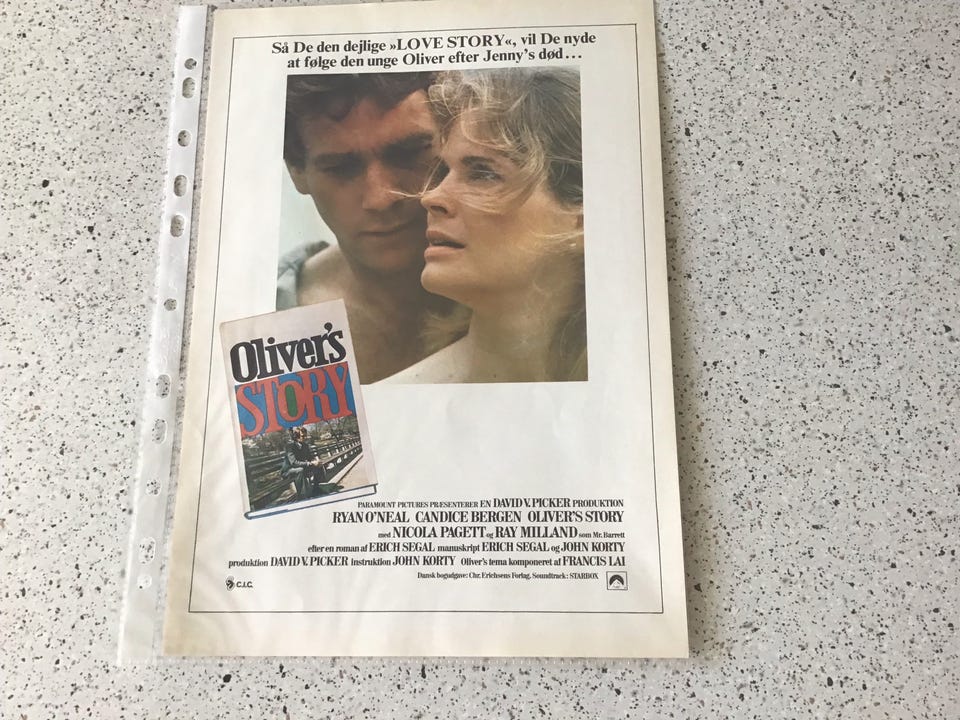 Så De den dejlige »LOVE STORY«, vil De nyde
at følge den unge Oliver efter Jenny's død...
Oliver's
STORY
PARAMOUNT PICTURES PRÆSENTERER EN DAVID V. PICKER PRODUKTION
RYAN O'NEAL CANDICE BERGEN OLIVER'S STORY
med NICOLA PAGETT og RAY MILLAND som Mr. Barrett
efter en roman af ERICH SEGAL manuskript ERICH SEGAL og JOHN KORTY
produktion DAVID V. PICKER instruktion JOHN KORTY Oliver's tema komponeret af FRANCIS LAI
Dansk bogudgave: Chr. Erichsens Forlag. Soundtrack: STARBOX
C.I.C.